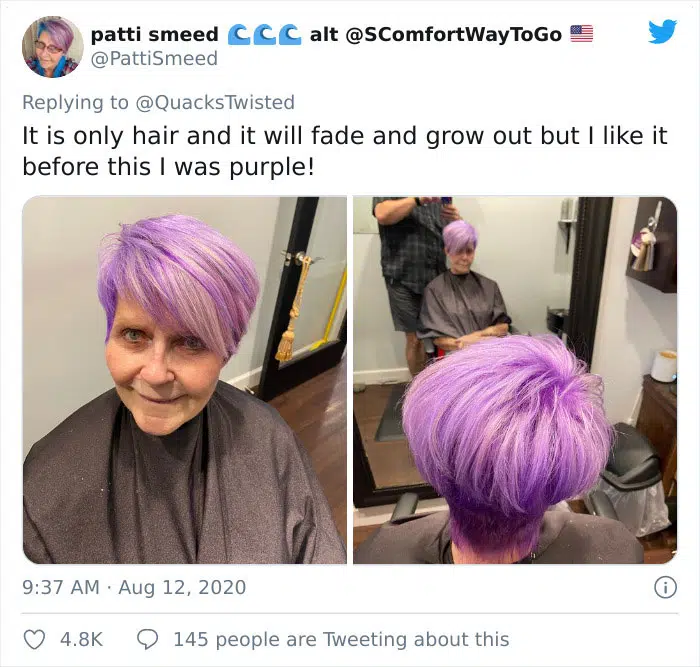 patti smeed 🌊🌊🌊 alt @SComfortWayToGo 🇺🇸
@PattiSmeed
Replying to @QuacksTwisted
It is only hair and it will fade and grow out but I like it
before this I was purple!
9:37 AM · Aug 12, 2020
4.8K 145 people are Tweeting about this